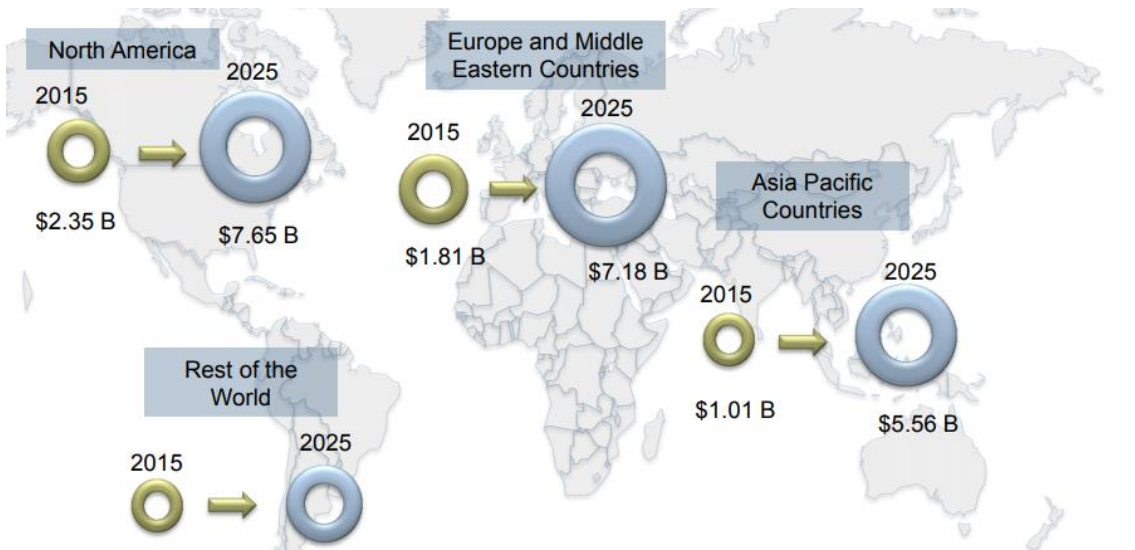 North America
2015
2025
$2.35 B
$7.65 B
Europe and Middle
Eastern Countries
2015
2025
$1.81 B
$7.18 B
Asia Pacific
Countries
2015
2025
$1.01 B
$5.56 B
Rest of the
World
2015
2025